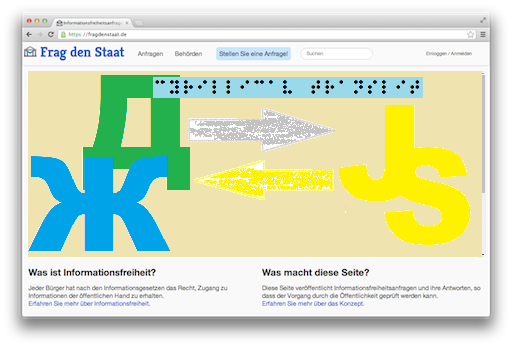 Informationsfreiheitsanfrag
https://fragdenstaat.de
Frag den Staat Anfragen Behörden Stellen Sie eine Anfrage! Suchen Einloggen / Anmelden
Д
Ж
JS
Was ist Informationsfreiheit?
Jeder Bürger hat nach den Informationsgesetzen das Recht, Zugang zu
Informationen der öffentlichen Hand zu erhalten.
Erfahren Sie mehr über Informationsfreiheit.
Was macht diese Seite?
Diese Seite veröffentlicht Informationsfreiheitsanfragen und ihre Antworten, so
dass der Vorgang durch die Öffentlichkeit geprüft werden kann.
Erfahren Sie mehr über das Konzept.